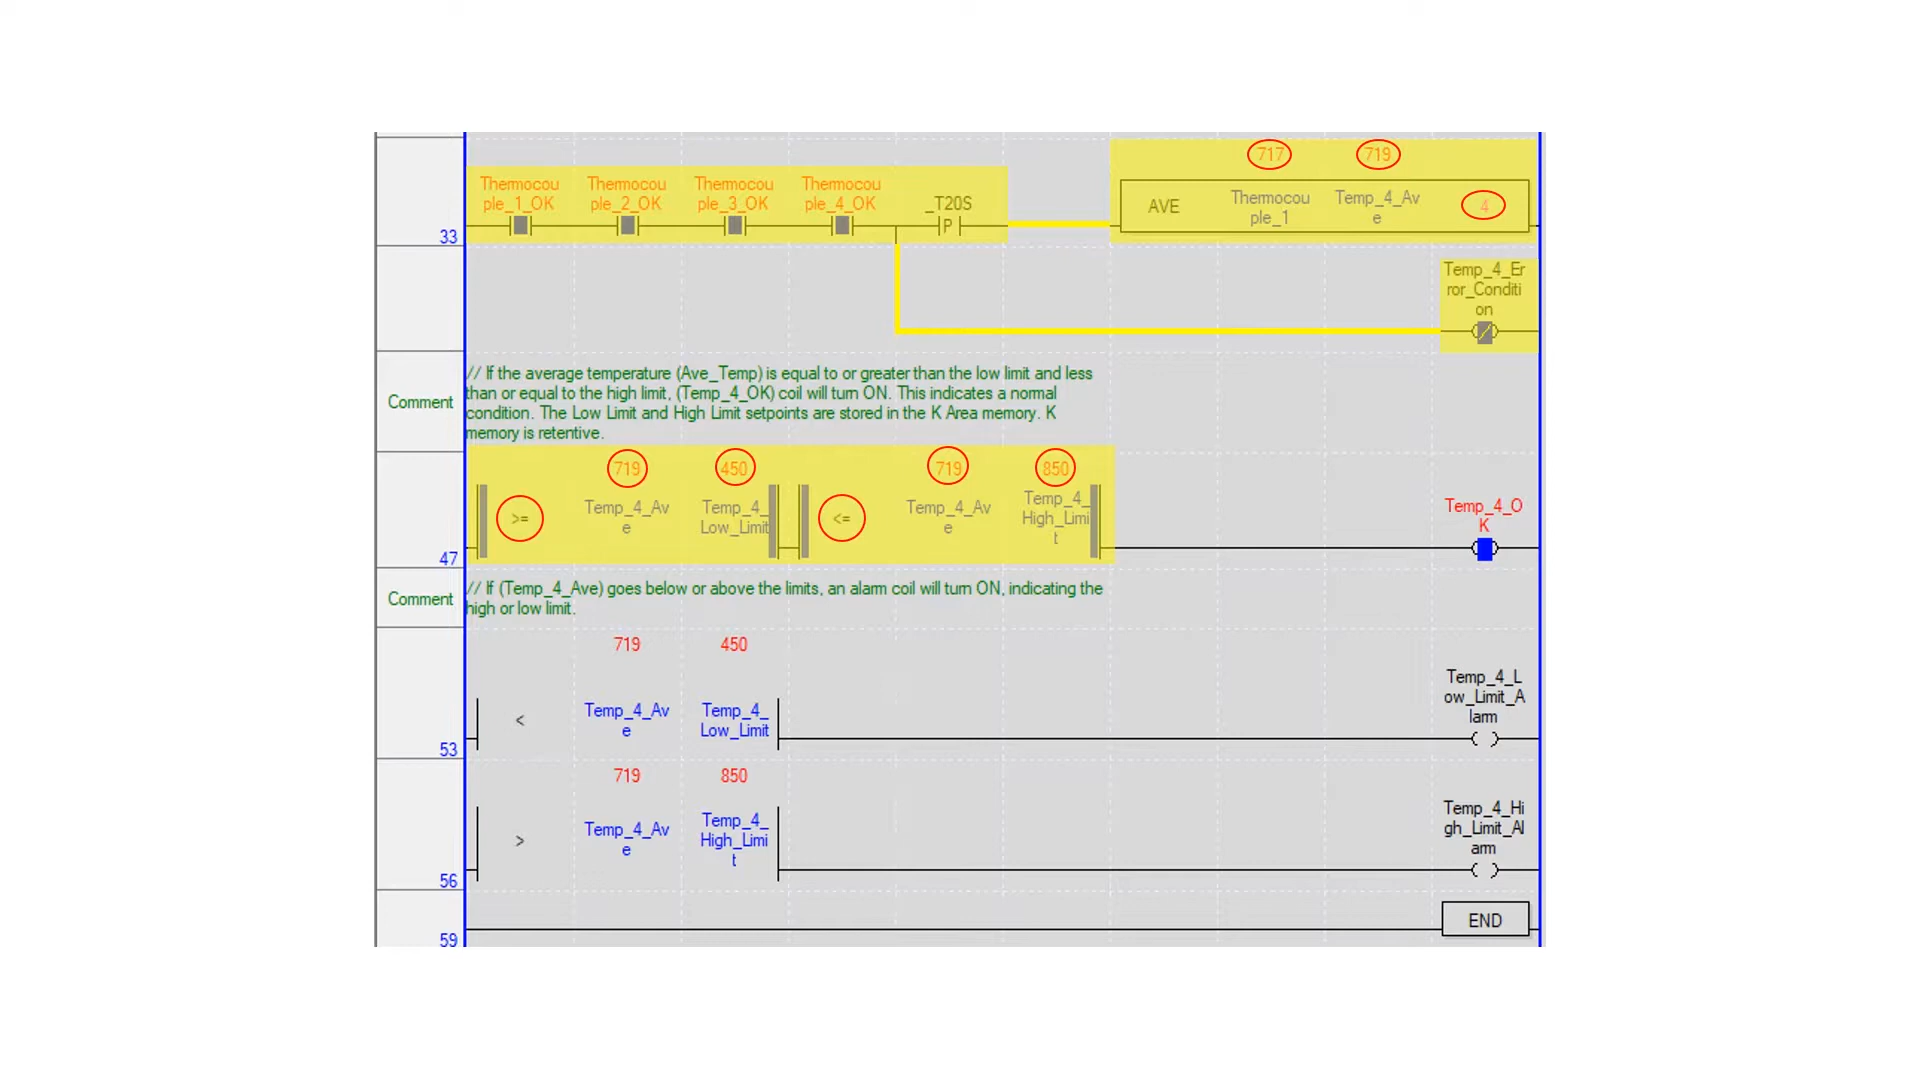 717 719
Thermocou Thermocou Thermocou Thermocou
ple_1_OK ple_2_OK ple_3_OK ple_4_OK _T20S
P
AVE Thermocou Temp_4_Av 4
ple_1 e
33
Temp_4_Er
ror_Conditi
on
Comment
// If the average temperature (Ave_Temp) is equal to or greater than the low limit and less
than or equal to the high limit, (Temp_4_OK) coil will turn ON. This indicates a normal
condition. The Low Limit and High Limit setpoints are stored in the K Area memory. K
memory is retentive.
719 450 719 850
>= Temp_4_Av Temp_4_ <= Temp_4_Av Temp_4_
e Low_Limit e High_Limi
t
Temp_4_O
K
47
Comment
// If (Temp_4_Ave) goes below or above the limits, an alarm coil will turn ON, indicating the
high or low limit.
719 450
< Temp_4_Av Temp_4_
e Low_Limit
Temp_4_L
ow_Limit_A
larm
53
719 850
> Temp_4_Av Temp_4_
e High_Limi
t
Temp_4_Hi
gh_Limit_Al
arm
56
END
59